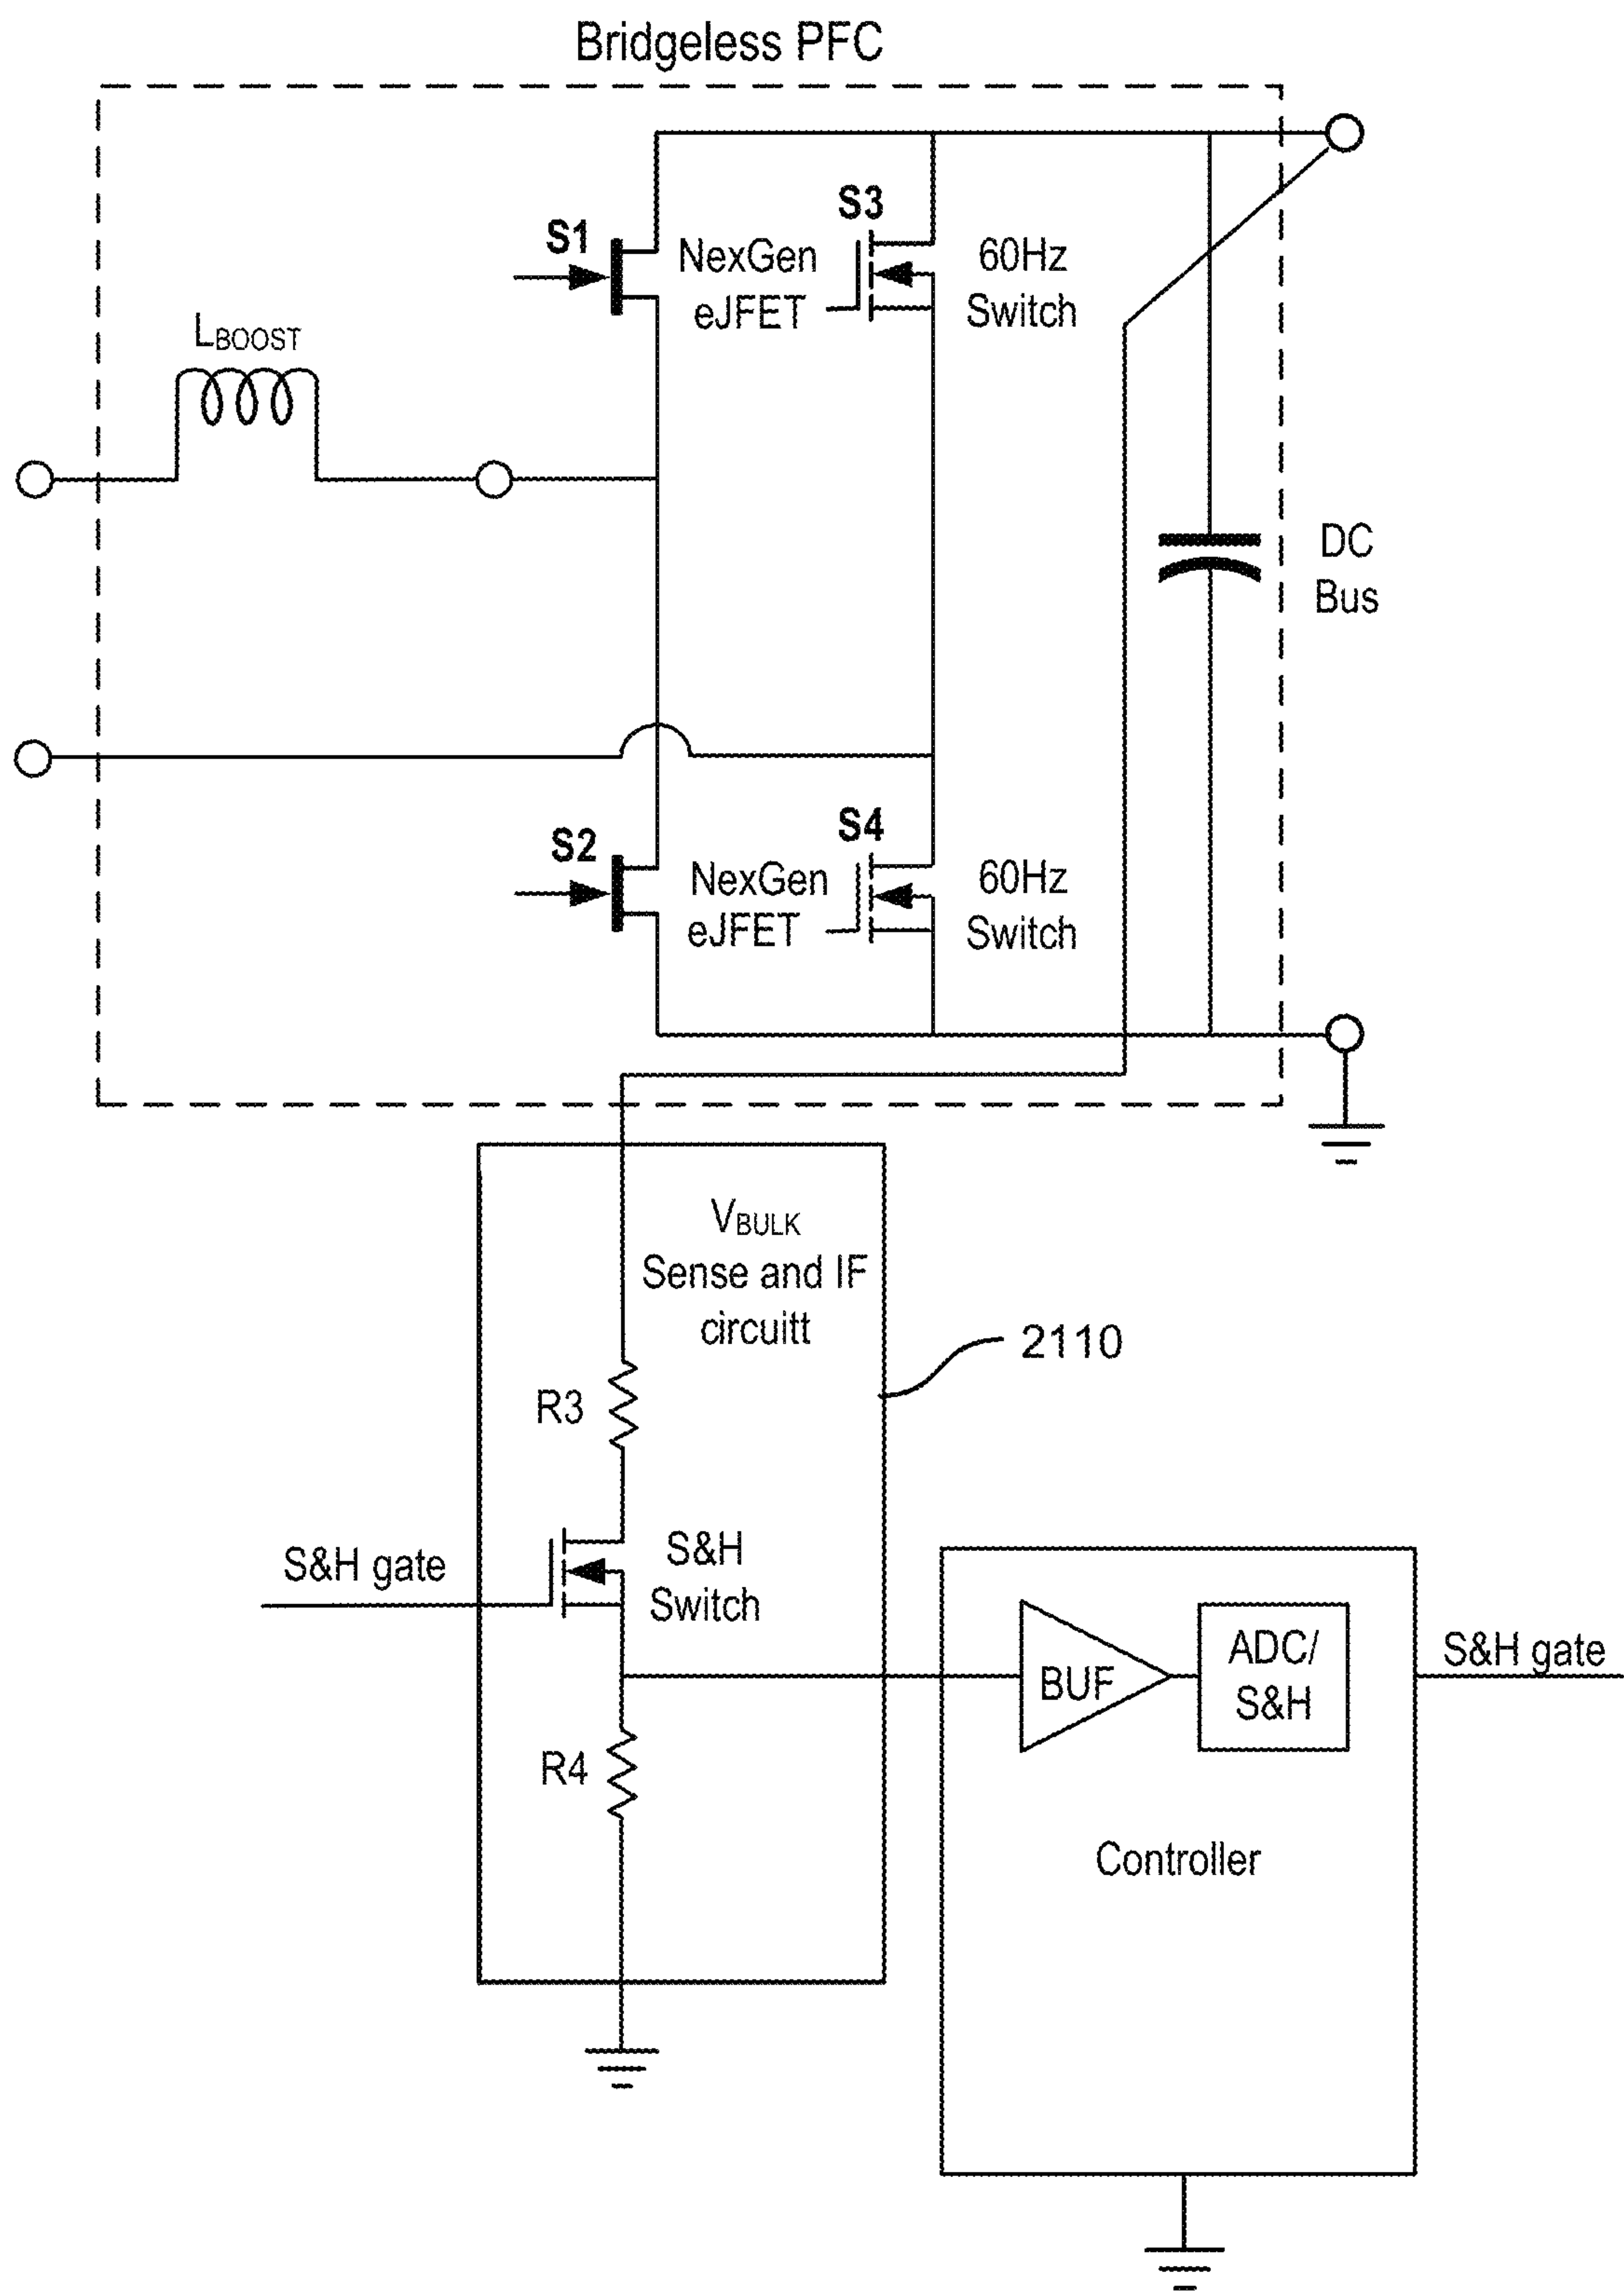 Bridgeless PFC
S1
NexGen
eJFET
S3
60Hz
Switch
LBOOST
DC
Bus
S2
NexGen
eJFET
S4
60Hz
Switch
VBULK
Sense and IF
circuitt
2110
R3
S&H gate
S&H
Switch
R4
BUF
ADC/
S&H
S&H gate
Controller